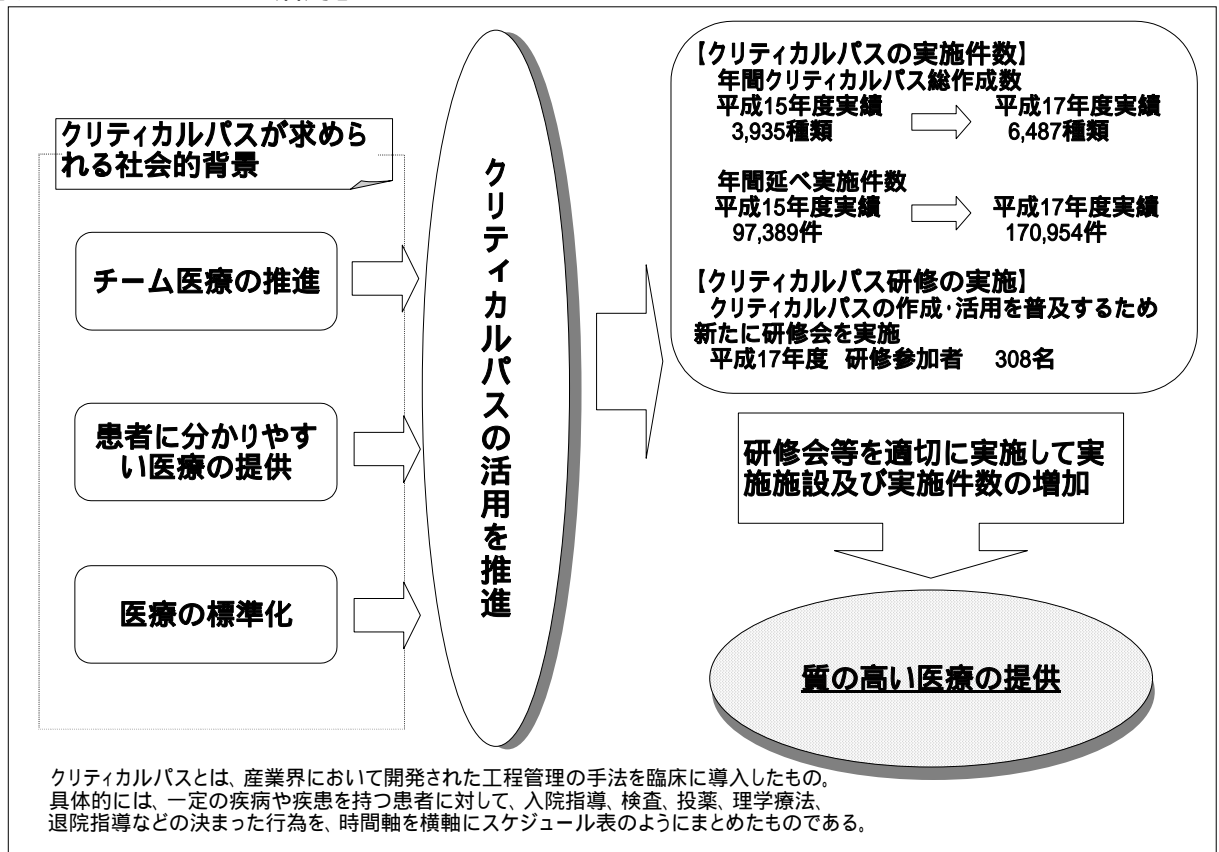 クリティカルパスが求めら
れる社会的背景
チーム医療の推進
患者に分かりやす
い医療の提供
医療の標準化
クリティカルパスの活用を推進
【クリティカルパスの実施件数】
年間クリティカルパス総作成数
平成15年度実績 平成17年度実績
3,935種類 6,487種類
年間延べ実施件数
平成15年度実績 平成17年度実績
97,389件 170,954件
【クリティカルパス研修の実施】
クリティカルパスの作成・活用を普及するため
新たに研修会を実施
平成17年度 研修参加者 308名
研修会等を適切に実施して実
施施設及び実施件数の増加
質の高い医療の提供
クリティカルパスとは、産業界において開発された工程管理の手法を臨床に導入したもの。
具体的には、一定の疾病や疾患を持つ患者に対して、入院指導、検査、投薬、理学療法、
退院指導などの決まった行為を、時間軸を横軸にスケジュール表のようにまとめたものである。